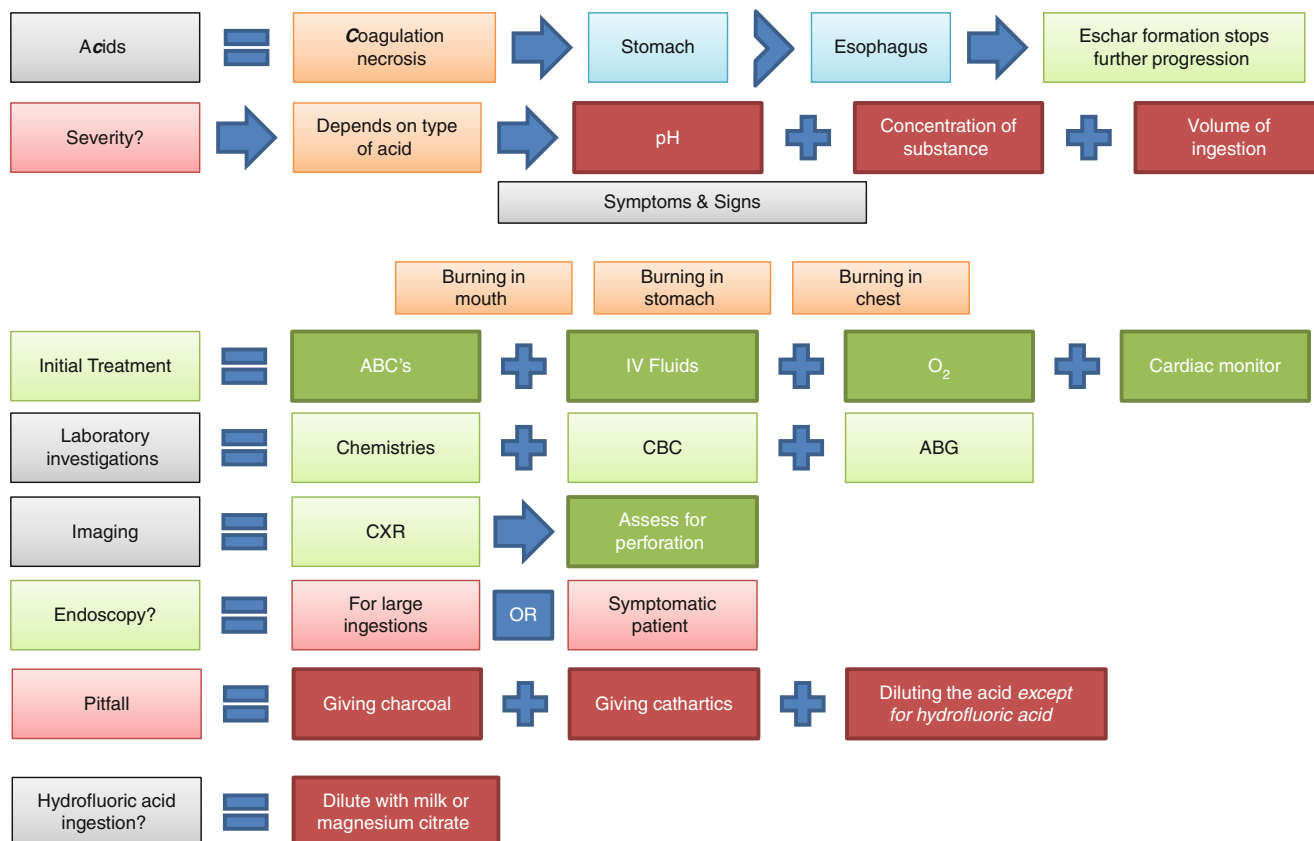 Acids
Coagulation
necrosis
Stomach
Esophagus
Eschar formation stops
further progression
Severity?
Depends on type
of acid
pH
Concentration of
substance
Volume of
ingestion
Symptoms & Signs
Burning in
mouth
Burning in
stomach
Burning in
chest
Initial Treatment
ABC's
IV Fluids
O2
Cardiac monitor
Laboratory
investigations
Chemistries
CBC
ABG
Imaging
CXR
Assess for
perforation
Endoscopy?
For large
ingestions
OR
Symptomatic
patient
Pitfall
Giving charcoal
Giving cathartics
Diluting the acid except
for hydrofluoric acid
Hydrofluoric acid
ingestion?
Dilute with milk or
magnesium citrate